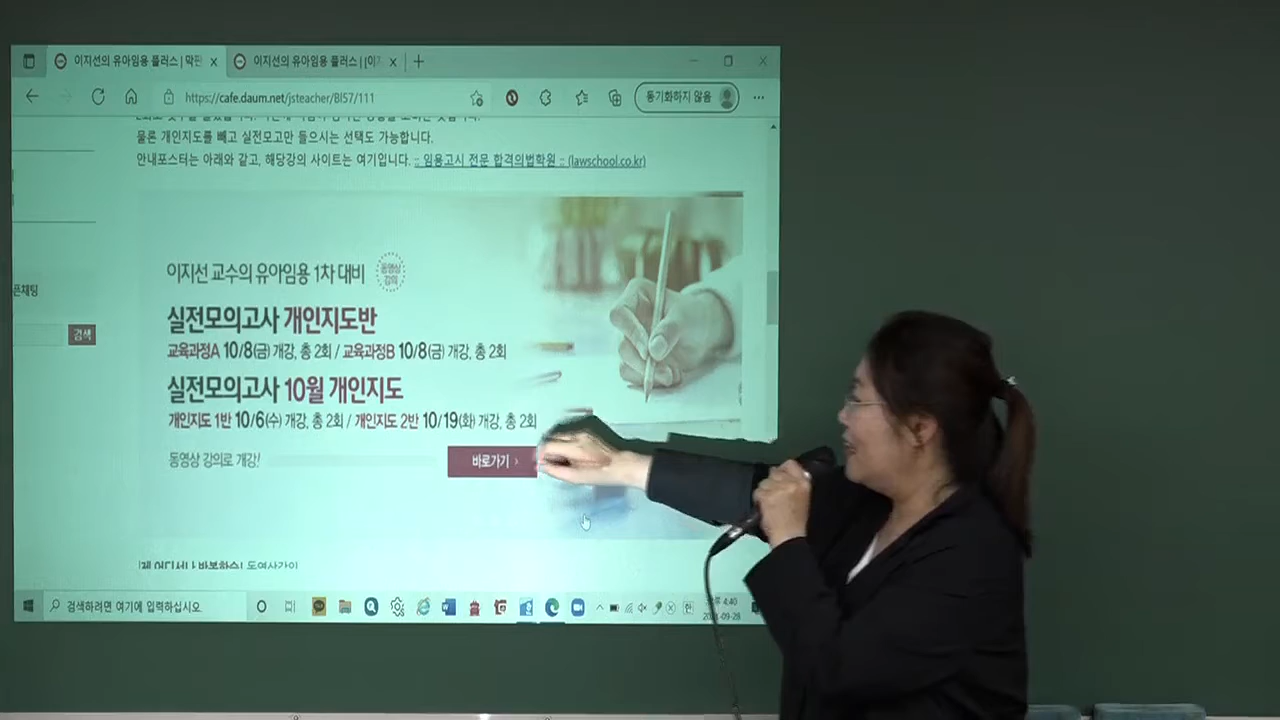 이지선의 유아임용 플러스 | 막판
이지선의 유아임용 플러스 | [이지
https://cafe.daum.net/jsteacher/BI57/111
동기화하지 않음
물론 개인지도를 빼고 실전모고만 들으시는 선택도 가능합니다.
안내포스터는 아래와 같고, 해당강의 사이트는 여기입니다. :: 임용고시 전문 합격의법학원 :: (lawschool.co.kr)
이지선 교수의 유아임용 1차 대비
동영상
강의
실전모의고사 개인지도반
교육과정A 10/8(금) 개강, 총 2회 / 교육과정B 10/8(금) 개강, 총 2회
른채팅
검색
실전모의고사 10월 개인지도
개인지도 1반 10/6(수) 개강, 총 2회 / 개인지도 2반 10/19(화) 개강, 총 2회
동영상 강의로 개강!
바로가기 ›
검색하려면 여기에 입력하십시오
한
4:40
09-28